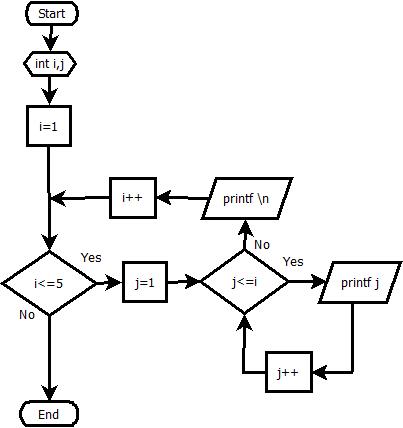 Start
int i,j
i=1
i++
printf \n
No
Yes
Yes
i<=5
j=1
j<=i
printf j
No
j++
End